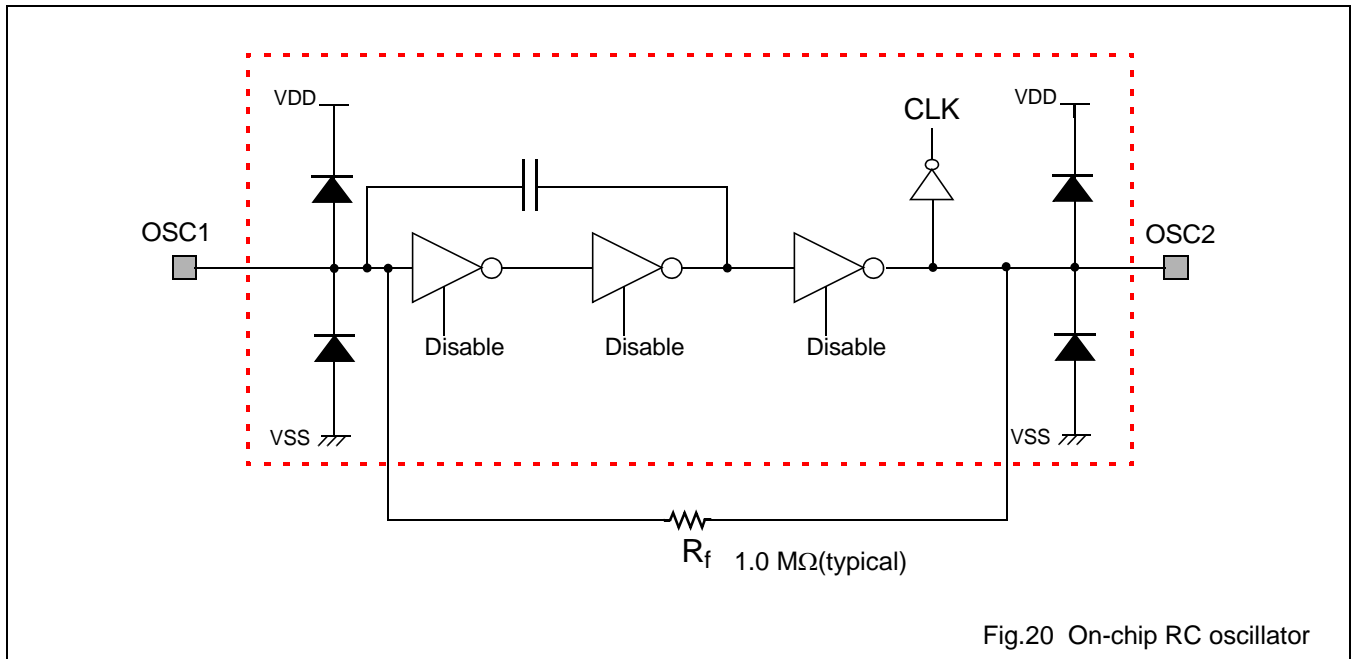 VDD
CLK
VDD
OSC1
OSC2
Disable
Disable
Disable
VSS
VSS
Rf 1.0 MΩ(typical)
Fig.20 On-chip RC oscillator